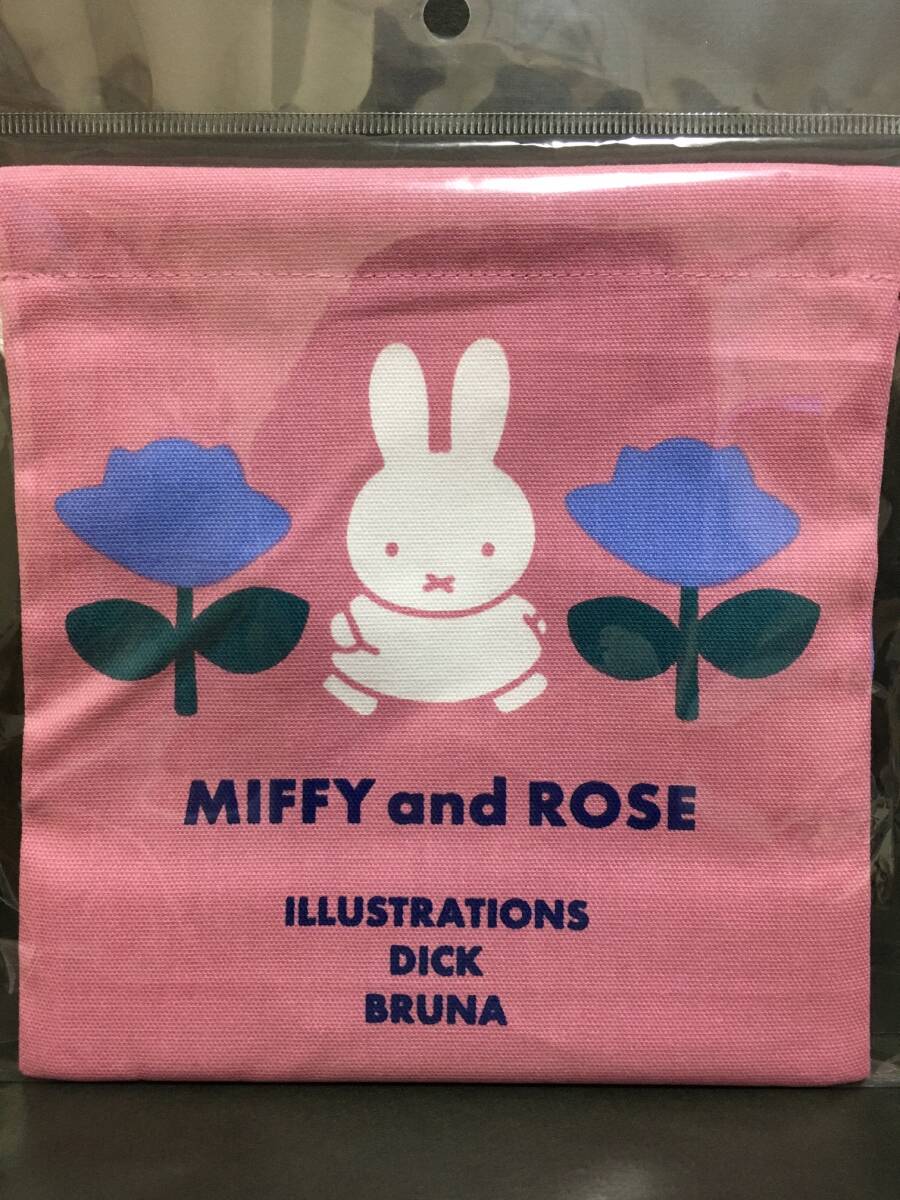 MIFFY and ROSE
ILLUSTRATIONS
DICK
BRUNA